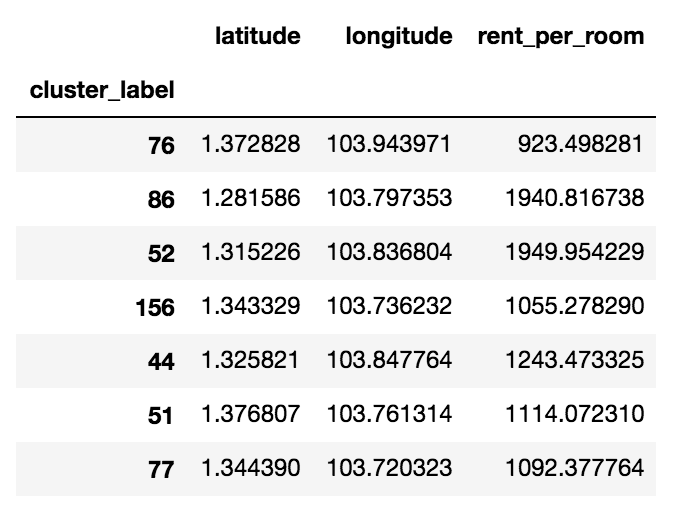 latitude longitude rent_per_room
cluster_label
76 1.372828 103.943971 923.498281
86 1.281586 103.797353 1940.816738
52 1.315226 103.836804 1949.954229
156 1.343329 103.736232 1055.278290
44 1.325821 103.847764 1243.473325
51 1.376807 103.761314 1114.072310
77 1.344390 103.720323 1092.377764